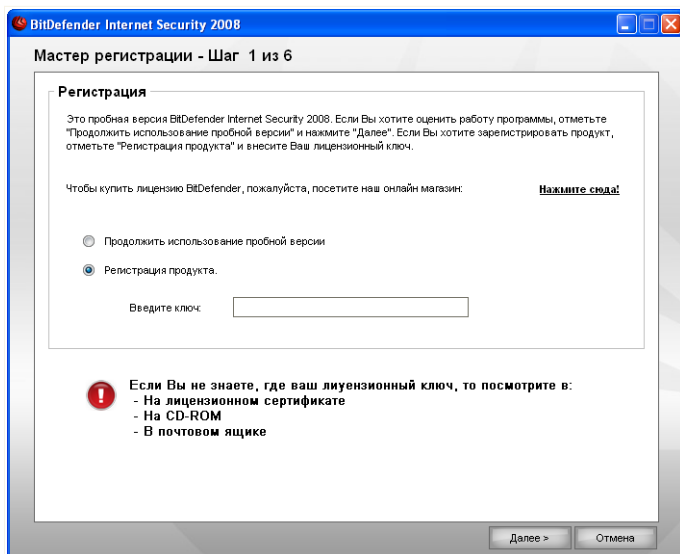 BitDefender Internet Security 2008
Мастер регистрации - Шаг 1 из 6
Регистрация
Это пробная версия BitDefender Internet Security 2008. Если Вы хотите оценить работу программы, отметьте
"Продолжить использование пробной версии" и нажмите "Далее". Если Вы хотите зарегистрировать продукт,
отметьте "Регистрация продукта" и внесите Ваш лицензионный ключ.
Чтобы купить лицензию BitDefender, пожалуйста, посетите наш онлайн магазин: Нажмите сюда!
Продолжить использование пробной версии
Регистрация продукта.
Введите ключ:
Если Вы не знаете, где ваш лиуензионный ключ, то посмотрите в:
- На лицензионном сертификате
- На CD-ROM
- В почтовом ящике
Далее > Отмена